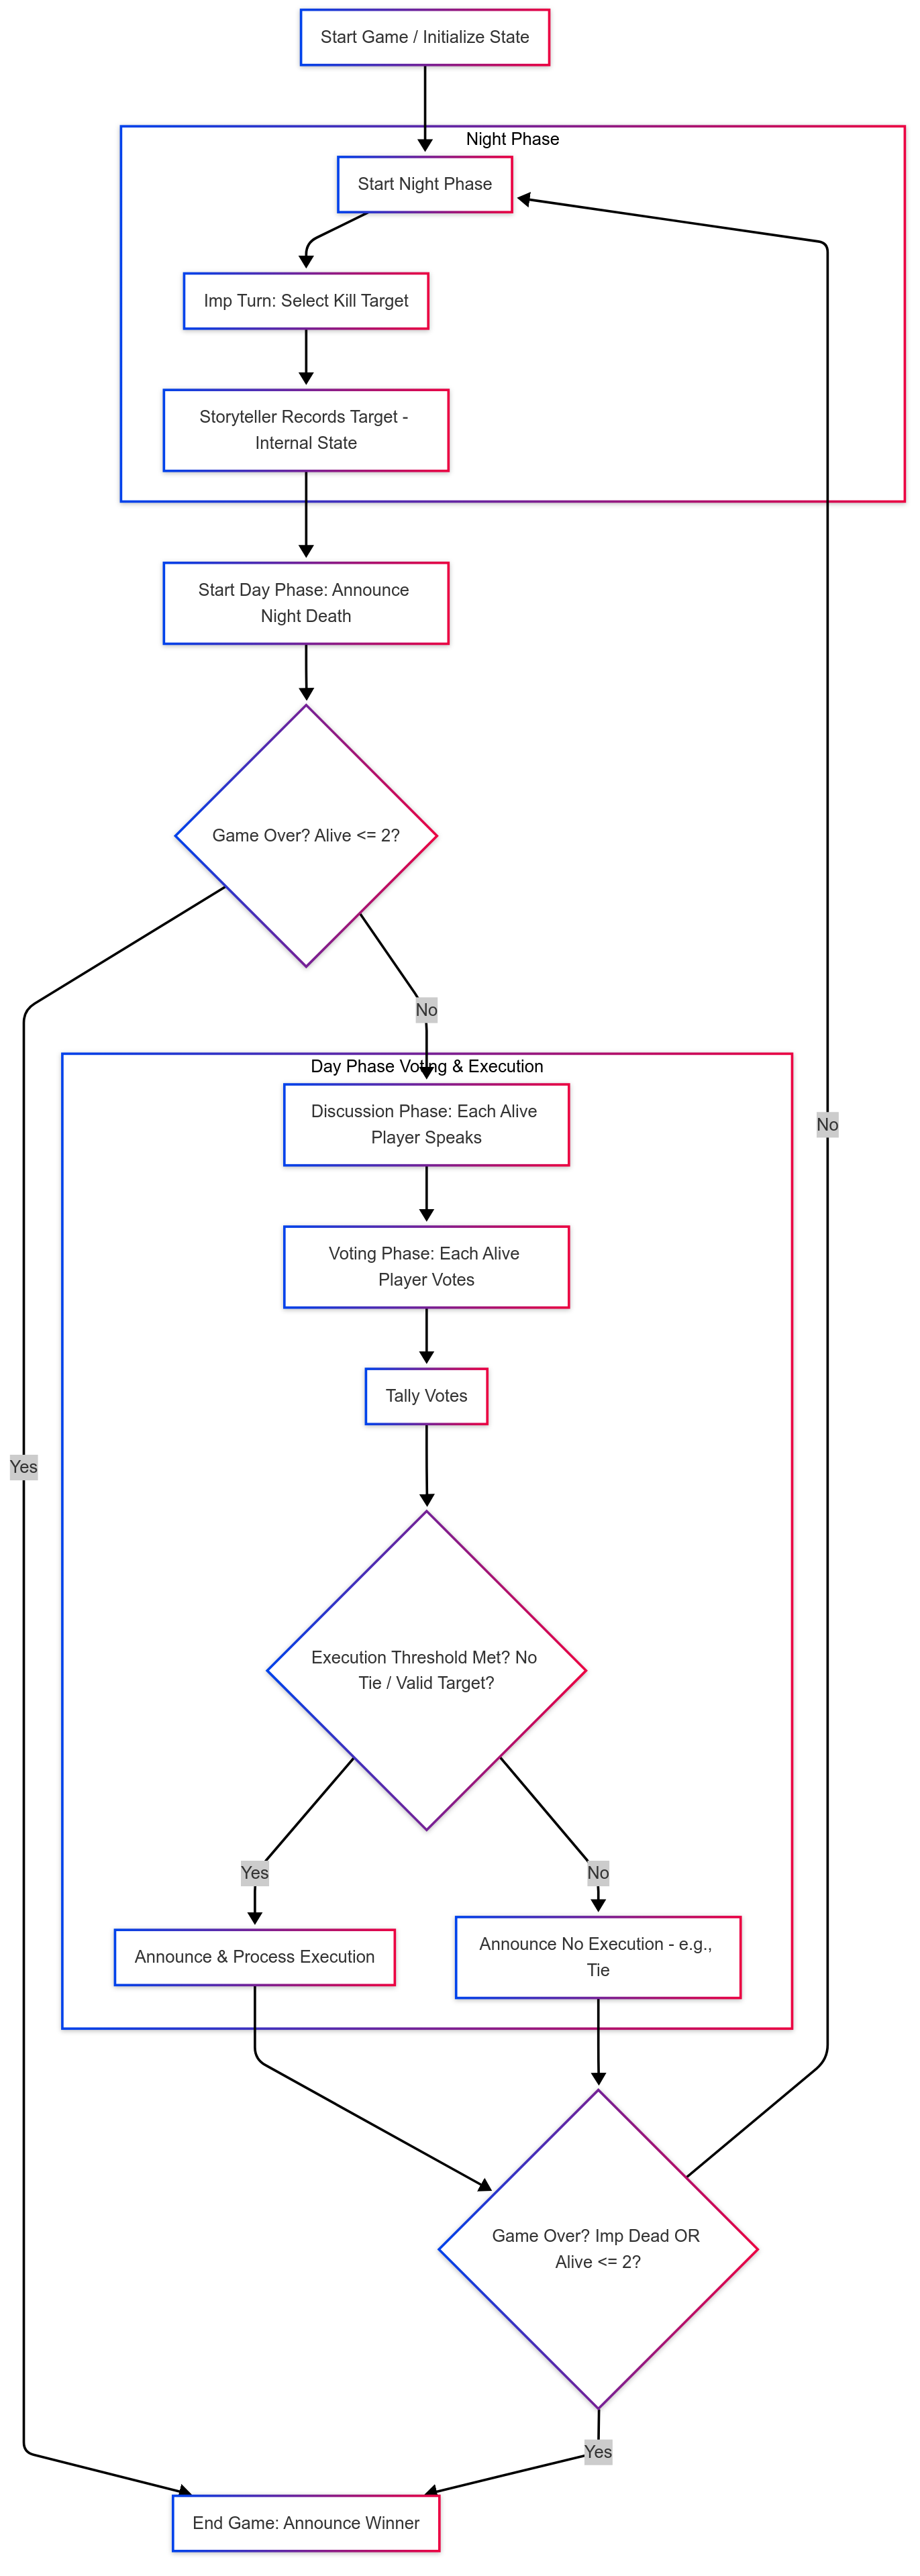 Start Game / Initialize State
Night Phase
Start Night Phase
Imp Turn: Select Kill Target
Storyteller Records Target -
Internal State
Start Day Phase: Announce
Night Death
Game Over? Alive <= 2?
No
Day Phase Voting & Execution
Discussion Phase: Each Alive
Player Speaks
No
Voting Phase: Each Alive
Player Votes
Tally Votes
Yes
Execution Threshold Met? No
Tie / Valid Target?
Yes
No
Announce & Process Execution
Announce No Execution - e.g.,
Tie
Game Over? Imp Dead OR
Alive <= 2?
Yes
End Game: Announce Winner